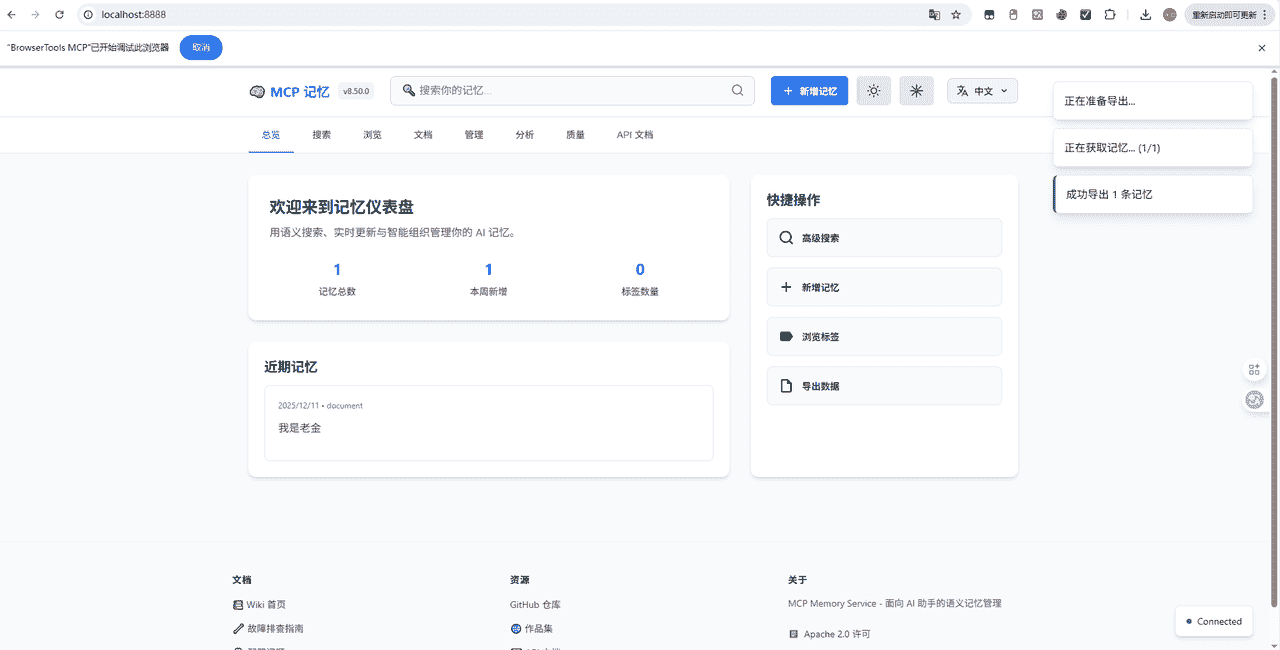 localhost:8888
重新启动即可更新
"BrowserTools MCP"已开始调试此浏览器
取消
MCP 记忆
v8.50.0
搜索你的记忆...
新增记忆
中文
总览
搜索
浏览
文档
管理
分析
质量
API 文档
正在准备导出...
正在获取记忆... (1/1)
成功导出 1 条记忆
欢迎来到记忆仪表盘
用语义搜索、实时更新与智能组织管理你的 AI 记忆。
1
记忆总数
1
本周新增
0
标签数量
快捷操作
高级搜索
新增记忆
浏览标签
导出数据
近期记忆
2025/12/11 • document
我是老金
文档
Wiki 首页
故障排查指南
资源
GitHub 仓库
作品集
关于
MCP Memory Service - 面向 AI 助手的语义记忆管理
Apache 2.0 许可
Connected